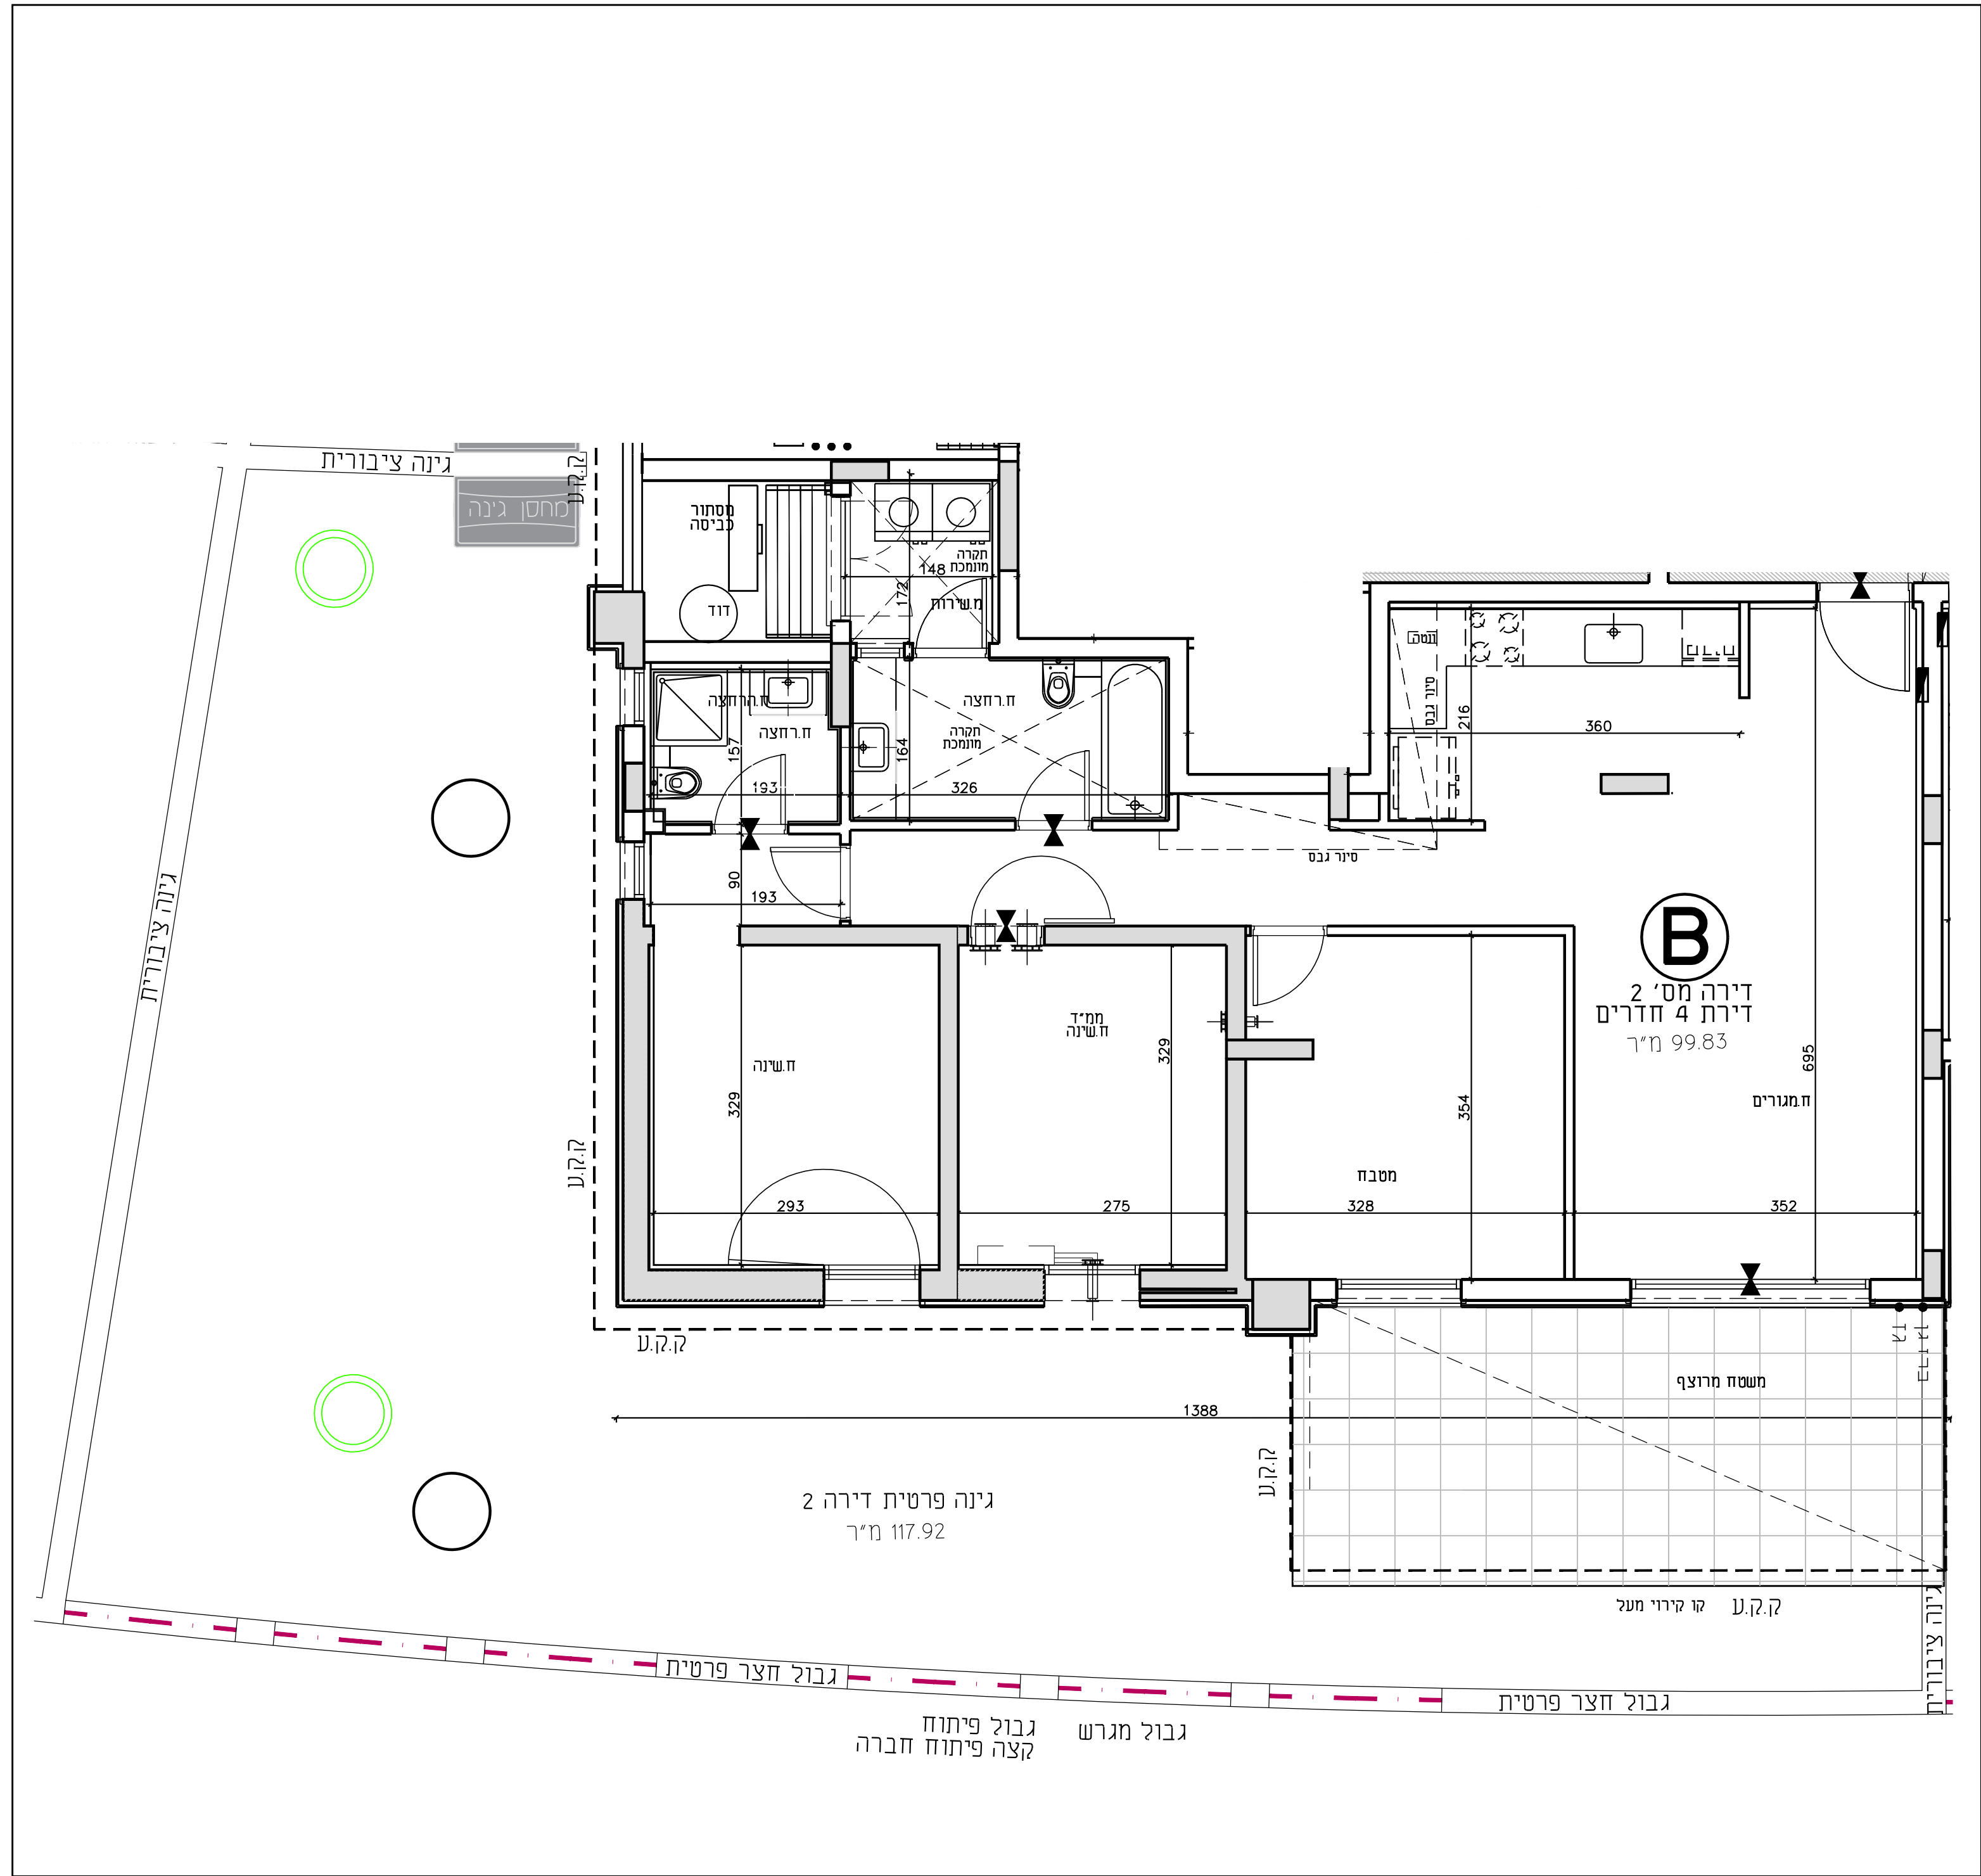 גינה ציבורית
ק.ק.ע
מחסן גינה
מסתור
כביסה
דוד
תקרה
מונמכת
148
172
מ.שירות
ח.רחצה
ח.רחצה
157
193
ח.רחצה
תקרה
מונמכת
164
326
סינר גבס
סינר גבס
216
360
90
193
גינה ציבורית
B
דירה מס' 2
דירת 4 חדרים
99.83 מ"ר
ממ"ד
ח.שינה
329
ח.שינה
329
695
ח.מגורים
354
מטבח
ק.ק.ע
293
275
328
352
ק.ק.ע
משטח מרוצף
1388
ק.ק.ע
גינה פרטית דירה 2
117.92 מ"ר
קו קירוי מעל
ק.ק.ע
גינה ציבורית
גבול חצר פרטית
גבול חצר פרטית
גבול מגרש
גבול פיתוח
קצה פיתוח חברה